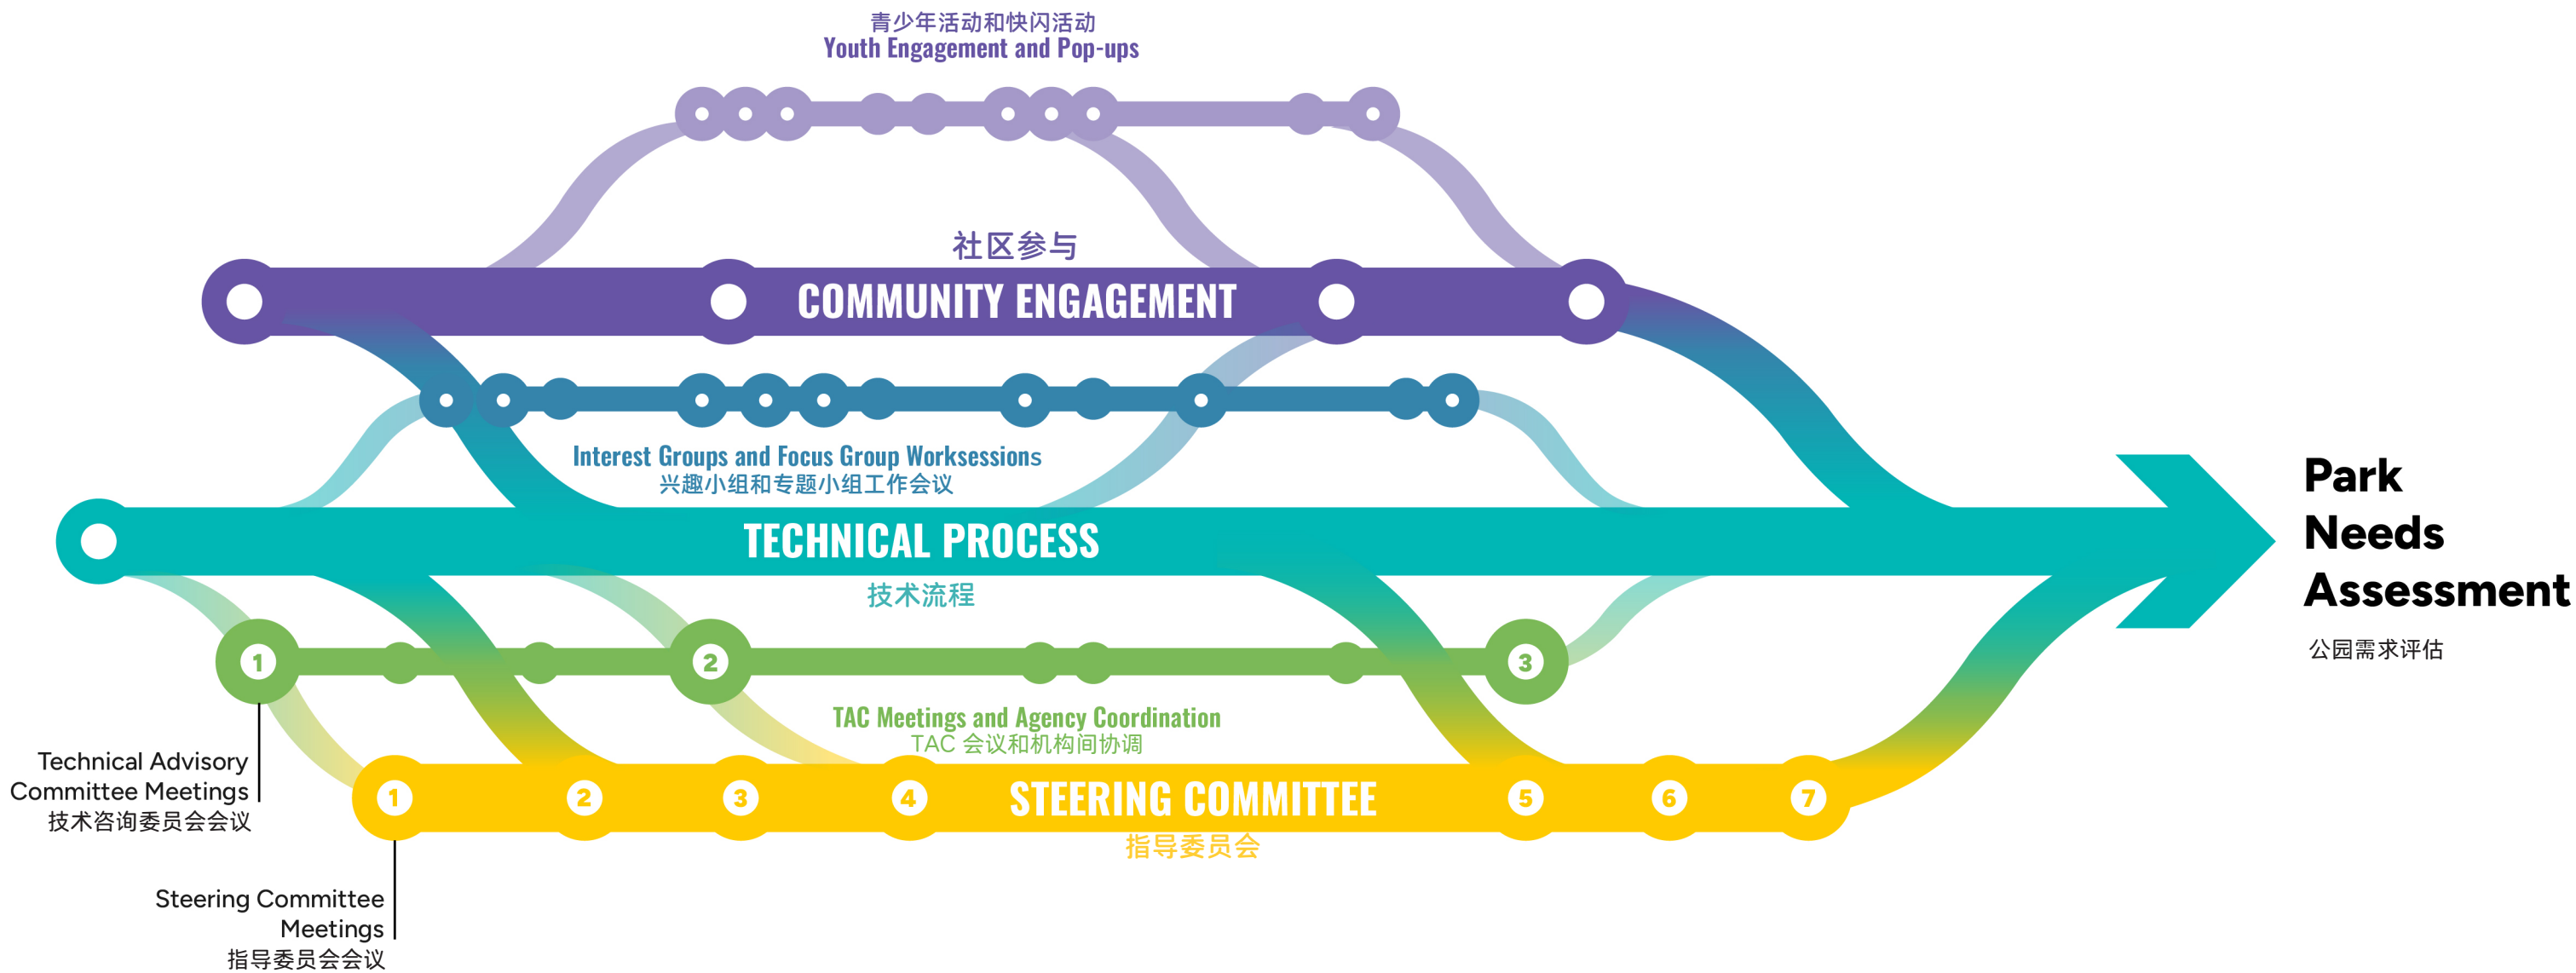 青少年活动和快闪活动
Youth Engagement and Pop-ups
社区参与
COMMUNITY ENGAGEMENT
Interest Groups and Focus Group Worksessions
兴趣小组和专题小组工作会议
TECHNICAL PROCESS
技术流程
Park
Needs
Assessment
公园需求评估
1
2
3
TAC Meetings and Agency Coordination
TAC 会议和机构间协调
Technical Advisory
Committee Meetings
技术咨询委员会会议
1
2
3
4
STEERING COMMITTEE
5
6
7
指导委员会
Steering Committee
Meetings
指导委员会会议